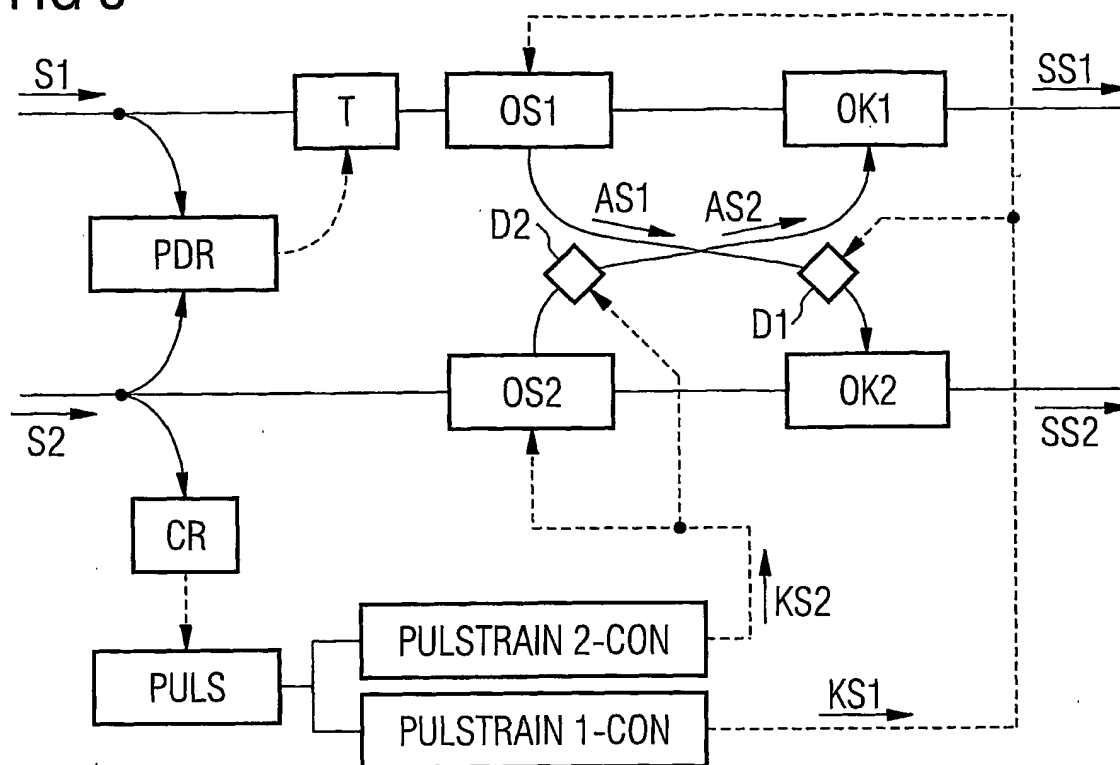 S1
T
OS1
OK1
SS1
PDR
AS1
AS2
D2
D1
S2
OS2
OK2
SS2
CR
KS2
PULS
PULSTRAIN 2-CON
PULSTRAIN 1-CON
KS1